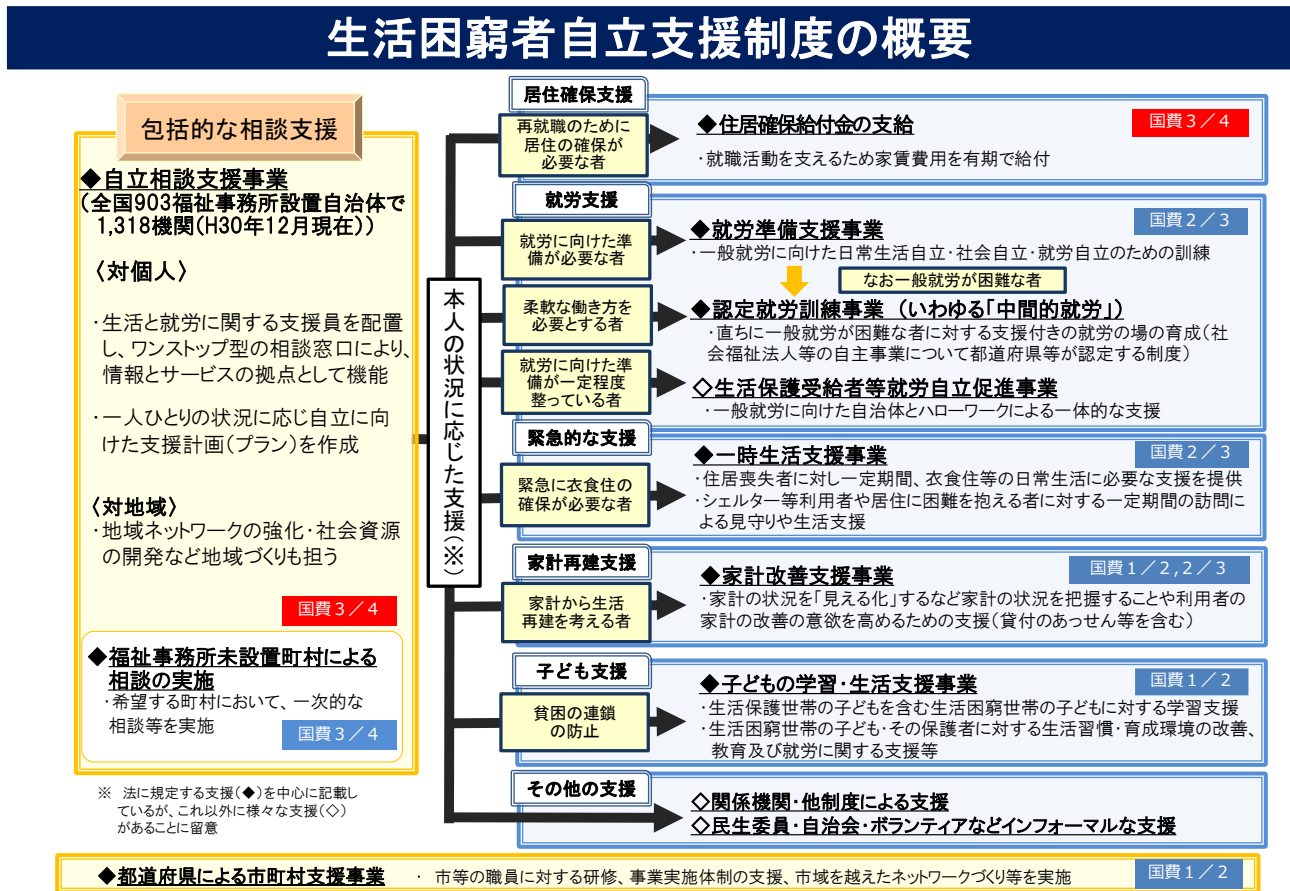 生活困窮者自立支援制度の概要
包括的な相談支援
◆自立相談支援事業
(全国903福祉事務所設置自治体で
1,318機関(H30年12月現在))
〈対個人〉
・生活と就労に関する支援員を配置
し、ワンストップ型の相談窓口により、
情報とサービスの拠点として機能
・一人ひとりの状況に応じ自立に向
けた支援計画(プラン)を作成
〈対地域〉
・地域ネットワークの強化・社会資源
の開発など地域づくりも担う
国費3/4
◆福祉事務所未設置町村による
相談の実施
・希望する町村において、一次的な
相談等を実施
国費3/4
※ 法に規定する支援(◆)を中心に記載し
ているが、これ以外に様々な支援(◇)
があることに留意
本人の状況に応じた支援(※)
居住確保支援
再就職のために
居住の確保が
必要な者
◆住居確保給付金の支給
国費3/4
・就職活動を支えるため家賃費用を有期で給付
就労支援
就労に向けた準
備が必要な者
国費2/3
◆就労準備支援事業
・一般就労に向けた日常生活自立・社会自立・就労自立のための訓練
なお一般就労が困難な者
柔軟な働き方を
必要とする者
◆認定就労訓練事業 (いわゆる「中間的就労」)
・直ちに一般就労が困難な者に対する支援付きの就労の場の育成(社
会福祉法人等の自主事業について都道府県等が認定する制度)
就労に向けた準
備が一定程度
整っている者
◇生活保護受給者等就労自立促進事業
・一般就労に向けた自治体とハローワークによる一体的な支援
緊急的な支援
緊急に衣食住の
確保が必要な者
◆一時生活支援事業
国費2/3
・住居喪失者に対し一定期間、衣食住等の日常生活に必要な支援を提供
・シェルター等利用者や居住に困難を抱える者に対する一定期間の訪問に
よる見守りや生活支援
家計再建支援
家計から生活
再建を考える者
◆家計改善支援事業
国費1/2,2/3
・家計の状況を「見える化」するなど家計の状況を把握することや利用者の
家計の改善の意欲を高めるための支援(貸付のあっせん等を含む)
子ども支援
貧困の連鎖
の防止
◆子どもの学習・生活支援事業
国費1/2
・生活保護世帯の子どもを含む生活困窮世帯の子どもに対する学習支援
・生活困窮世帯の子ども・その保護者に対する生活習慣・育成環境の改善、
教育及び就労に関する支援等
その他の支援
◇関係機関・他制度による支援
◇民生委員・自治会・ボランティアなどインフォーマルな支援
◆都道府県による市町村支援事業 ・ 市等の職員に対する研修、事業実施体制の支援、市域を越えたネットワークづくり等を実施
国費1/2